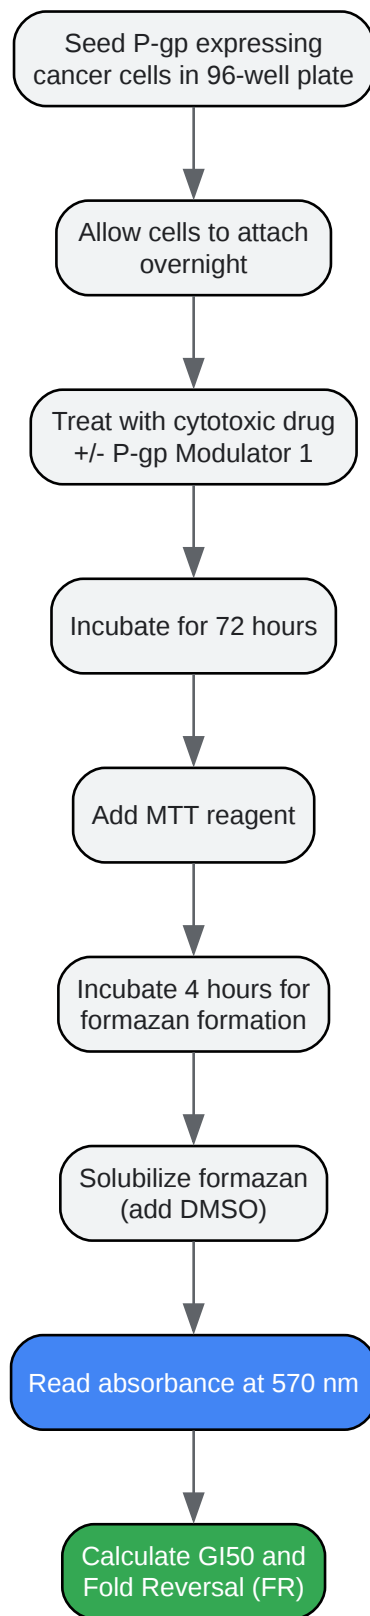 Seed P-gp expressing
cancer cells in 96-well plate
Allow cells to attach
overnight
Treat with cytotoxic drug
+/- P-gp Modulator 1
Incubate for 72 hours
Add MTT reagent
Incubate 4 hours for
formazan formation
Solubilize formazan
(add DMSO)
Read absorbance at 570 nm
Calculate GI50 and
Fold Reversal (FR)